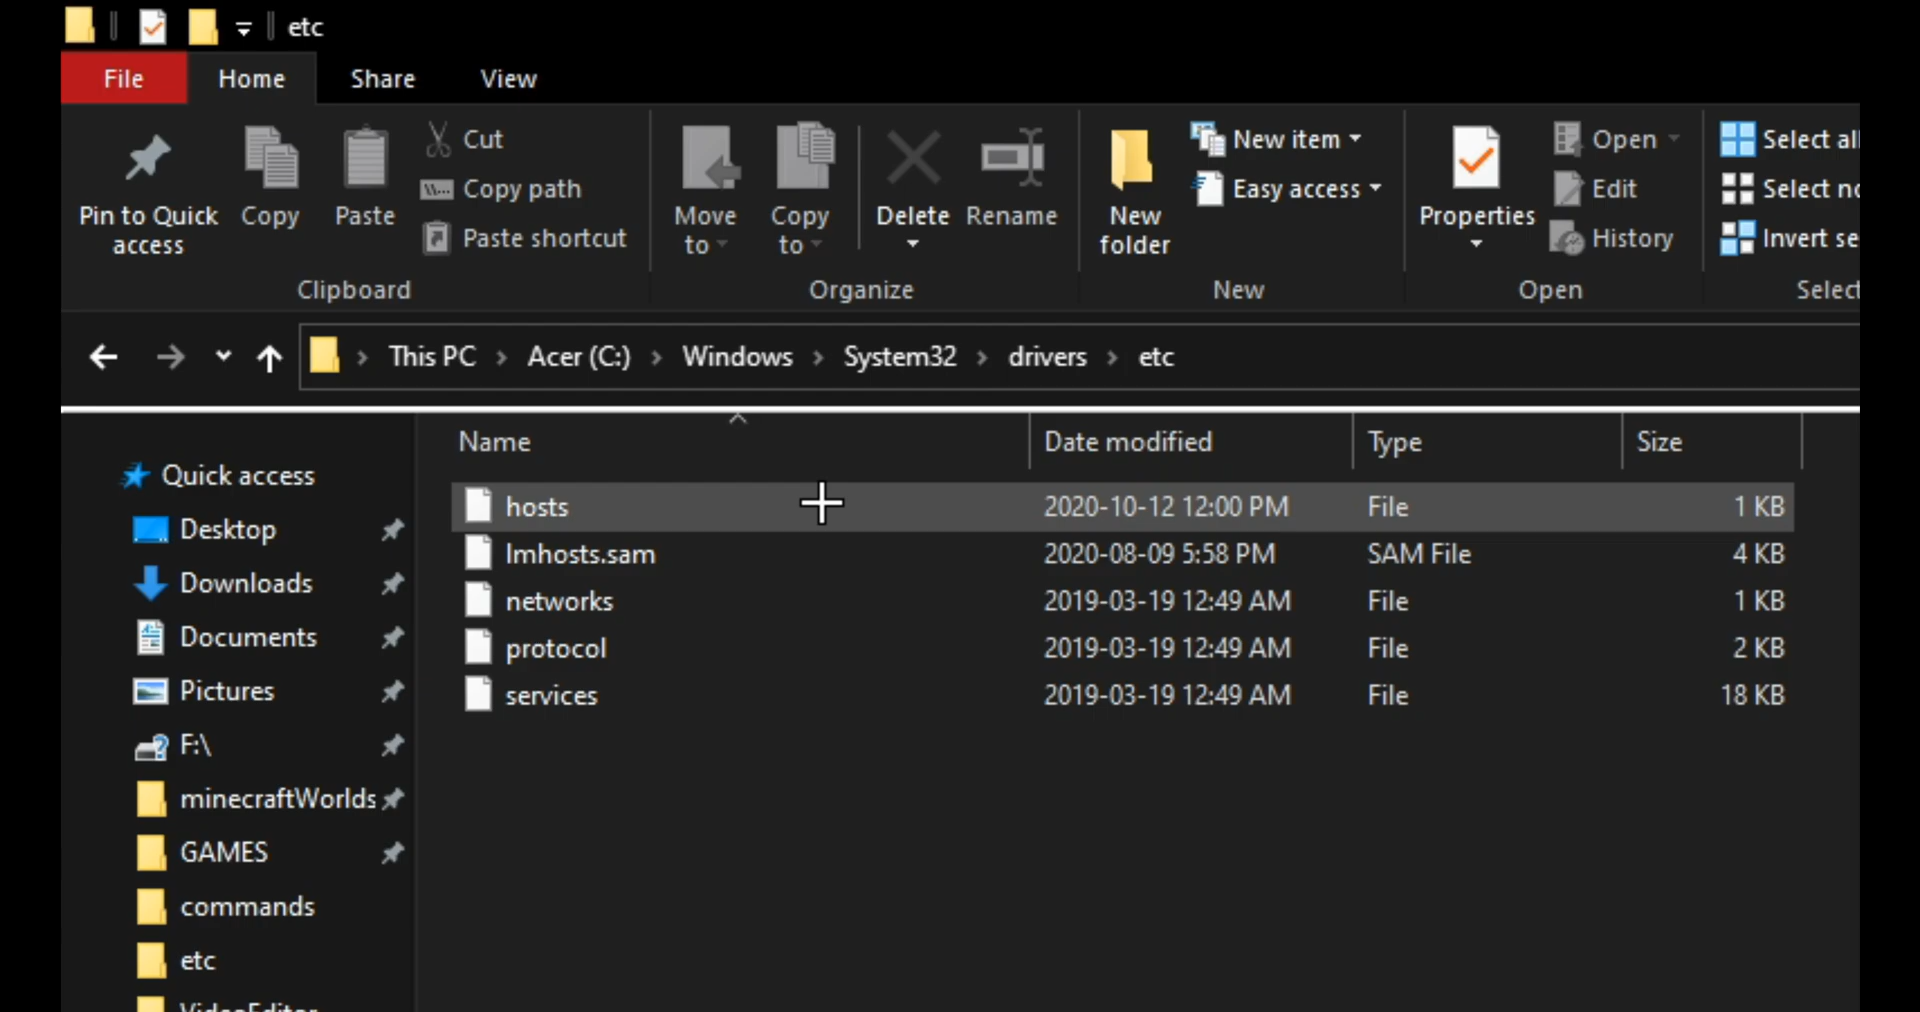 etc
File Home Share View
Pin to Quick access
Copy
Paste
Cut
Copy path
Paste shortcut
Clipboard
Move to
Copy to
Delete
Rename
Organize
New folder
New item
Easy access
New
Properties
Open
Edit
History
Open
Select all
Select no
Invert se
Select
This PC > Acer (C:) > Windows > System32 > drivers > etc
Name Date modified Type Size
Quick access
Desktop
Downloads
Documents
Pictures
F:\
minecraftWorlds
GAMES
commands
etc
VideoEditor
hosts 2020-10-12 12:00 PM File 1 KB
lmhosts.sam 2020-08-09 5:58 PM SAM File 4 KB
networks 2019-03-19 12:49 AM File 1 KB
protocol 2019-03-19 12:49 AM File 2 KB
services 2019-03-19 12:49 AM File 18 KB